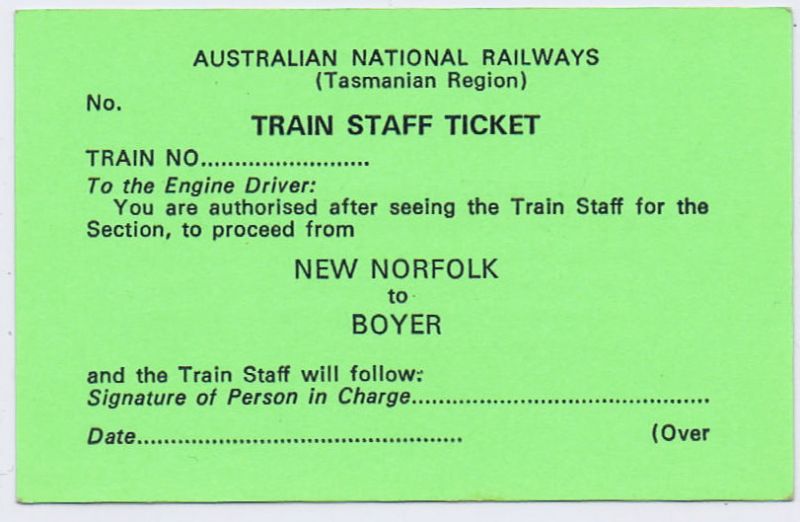 AUSTRALIAN NATIONAL RAILWAYS
(Tasmanian Region)
No.
TRAIN STAFF TICKET
TRAIN NO.........................
To the Engine Driver:
You are authorised after seeing the Train Staff for the
Section, to proceed from
NEW NORFOLK
to
BOYER
and the Train Staff will follow:
Signature of Person in Charge............................................
Date................................................
(Over